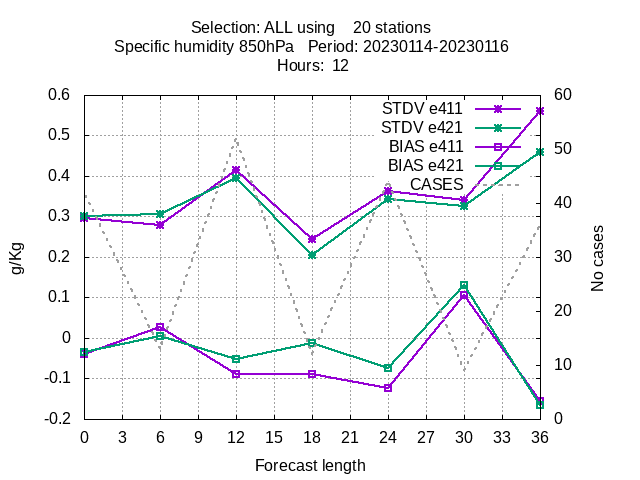 Selection: ALL using    20 stations
Specific humidity 850hPa   Period: 20230114-20230116
Hours:  12
0.6
0.5
0.4
0.3
0.2
0.1
0
-0.1
-0.2
g/Kg
STDV e411
STDV e421
BIAS e411
BIAS e421
CASES
60
50
40
30
20
10
0
No cases
0 3 6 9 12 15 18 21 24 27 30 33 36
Forecast length